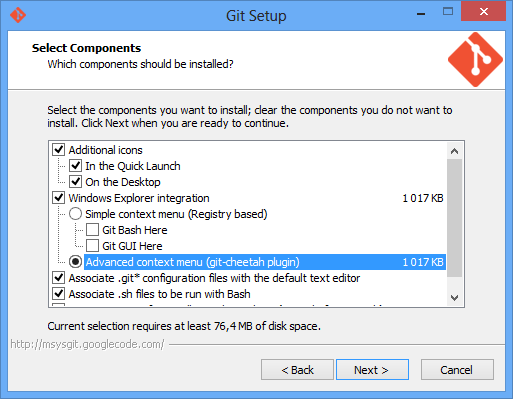 Git Setup
Select Components
Which components should be installed?
Select the components you want to install; clear the components you do not want to
install. Click Next when you are ready to continue.
Additional icons
In the Quick Launch
On the Desktop
Windows Explorer integration 1 017 KB
Simple context menu (Registry based)
Git Bash Here
Git GUI Here
Advanced context menu (git-cheetah plugin) 1 017 KB
Associate .git* configuration files with the default text editor
Associate .sh files to be run with Bash
Current selection requires at least 76,4 MB of disk space.
http://msysgit.googlecode.com/
< Back
Next >
Cancel